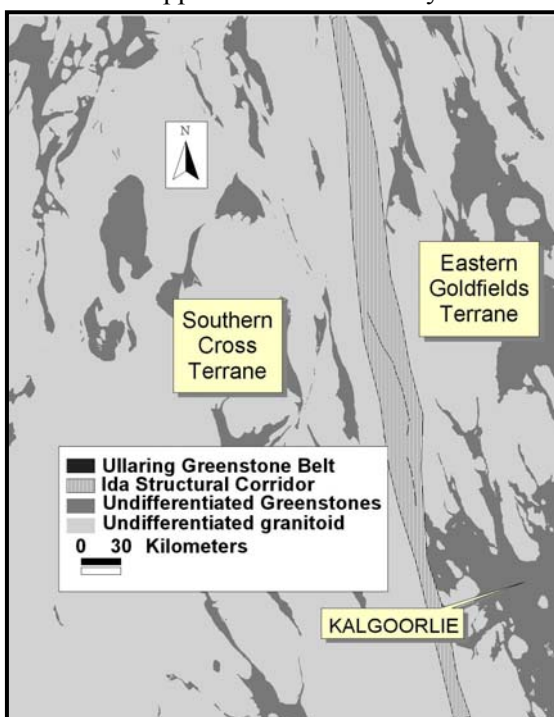 N
Eastern
Goldfields
Terrane
Southern
Cross
Terrane
Ullaring Greenstone Belt
Ida Structural Corridor
Undifferentiated Greenstones
Undifferentiated granitoid
0 30 Kilometers
KALGOORLIE